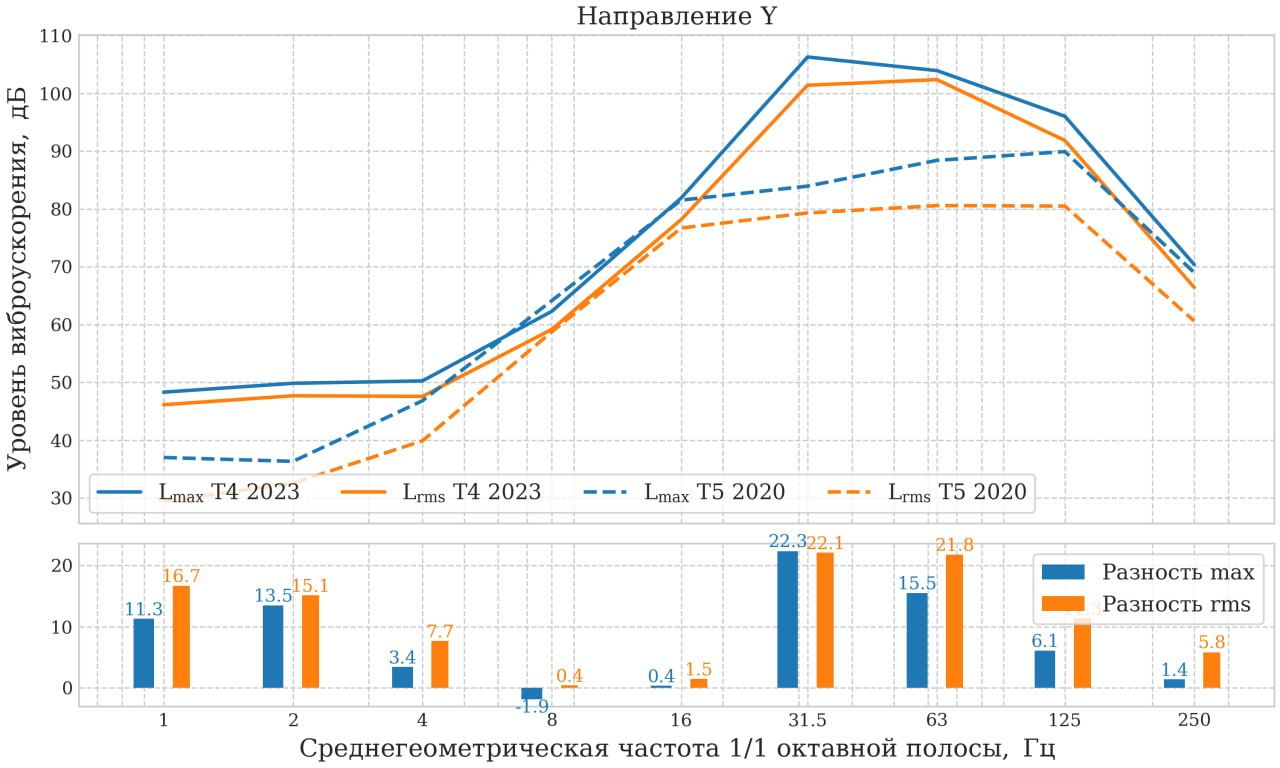 Направление Y
110
100
90
80
70
60
50
40
30
Уровень виброускорения, дБ
Lmax T4 2023 Lrms T4 2023 Lmax T5 2020 Lrms T5 2020
20
10
0
11.3 16.7 13.5 15.1 3.4 7.7 -1.9 0.4 0.4 1.5 22.3 22.1 15.5 21.8 6.1 1.4 5.8
Разность max
Разность rms
1 2 4 8 16 31.5 63 125 250
Среднегеометрическая частота 1/1 октавной полосы, Гц